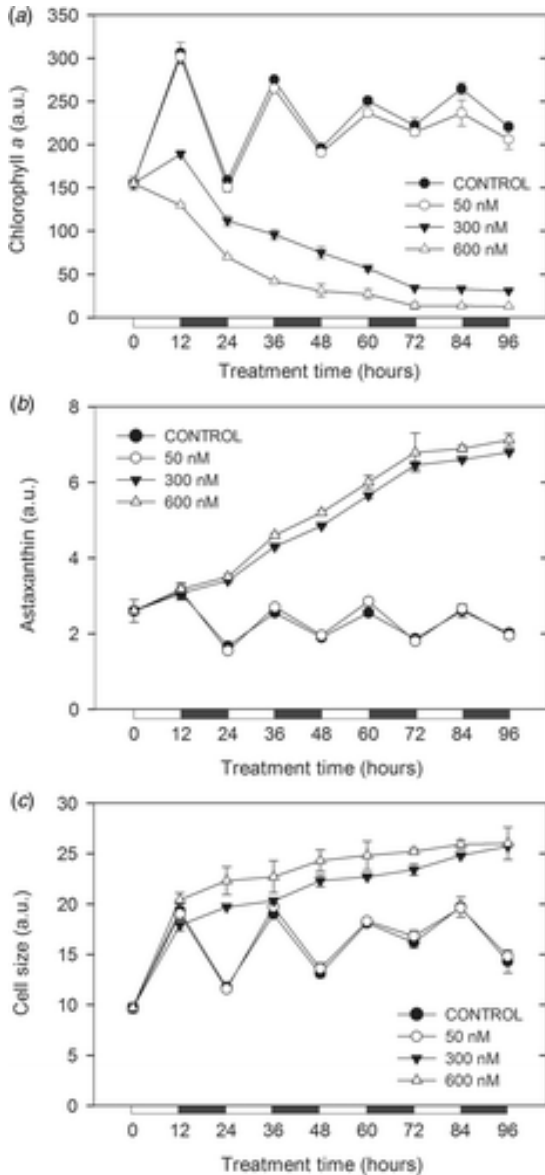 (a)
350
300
250
200
150
100
50
0
Chlorophyll a (a.u.)
CONTROL
50 nM
300 nM
600 nM
0 12 24 36 48 60 72 84 96
Treatment time (hours)
(b)
8
6
4
2
0
Astaxanthin (a.u.)
CONTROL
50 nM
300 nM
600 nM
0 12 24 36 48 60 72 84 96
Treatment time (hours)
(c)
30
25
20
15
10
5
0
Cell size (a.u.)
CONTROL
50 nM
300 nM
600 nM
0 12 24 36 48 60 72 84 96
Treatment time (hours)